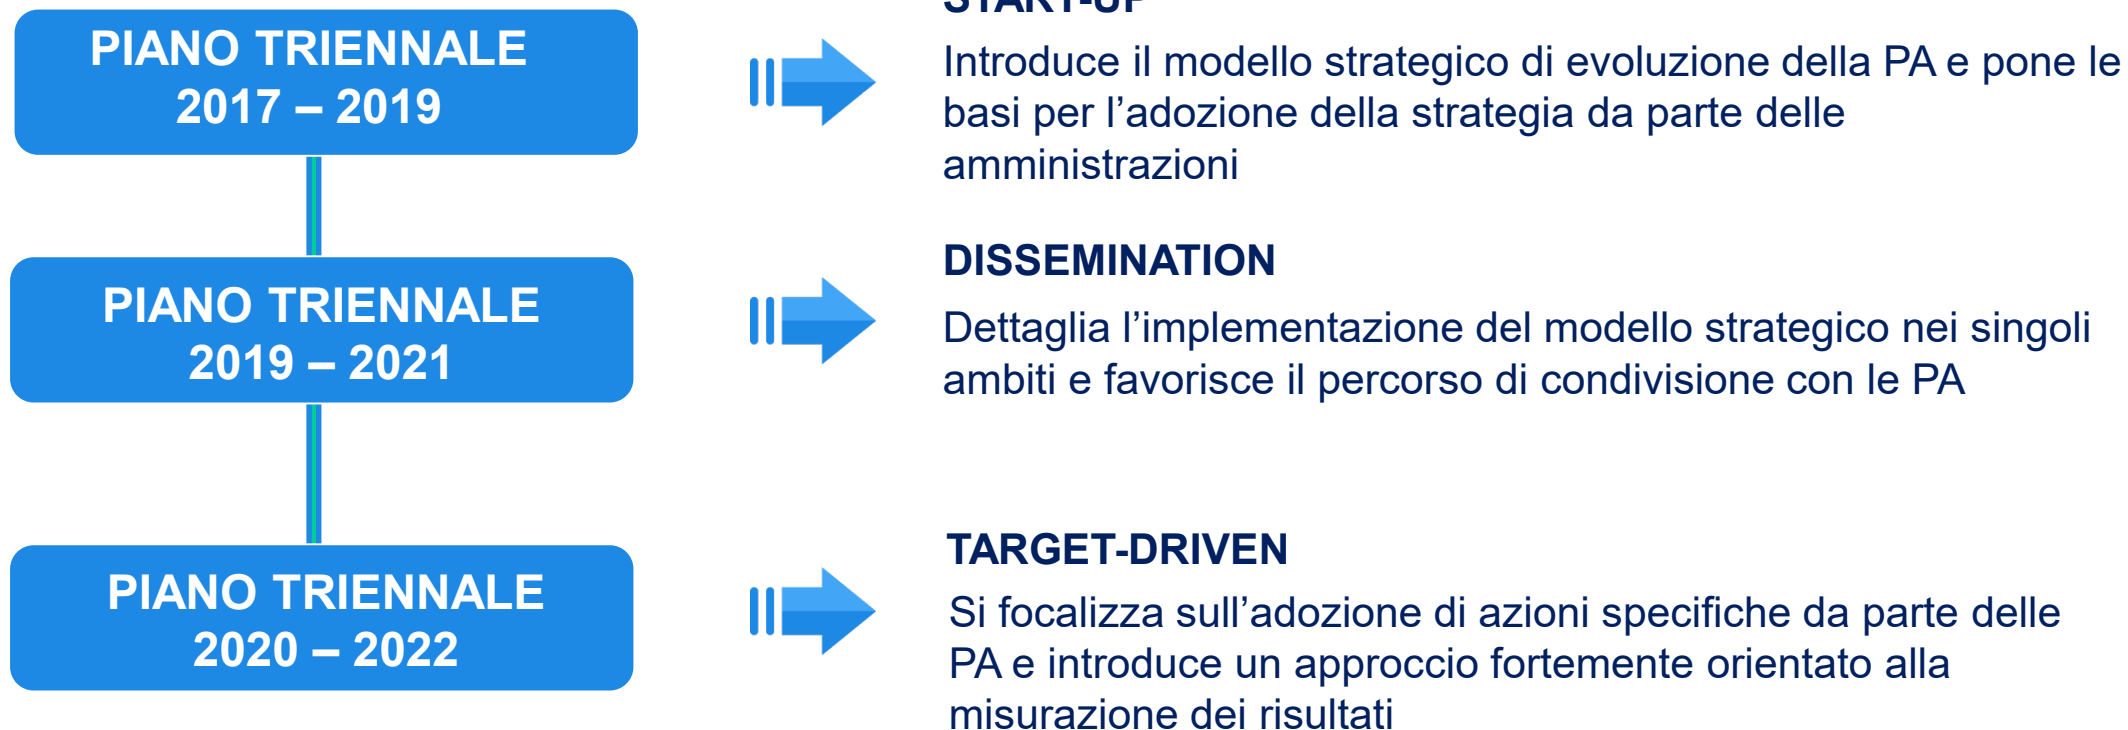 START-UP
PIANO TRIENNALE
2017 – 2019
Introduce il modello strategico di evoluzione della PA e pone le
basi per l’adozione della strategia da parte delle
amministrazioni
DISSEMINATION
PIANO TRIENNALE
2019 – 2021
Dettaglia l’implementazione del modello strategico nei singoli
ambiti e favorisce il percorso di condivisione con le PA
TARGET-DRIVEN
PIANO TRIENNALE
2020 – 2022
Si focalizza sull’adozione di azioni specifiche da parte delle
PA e introduce un approccio fortemente orientato alla
misurazione dei risultati